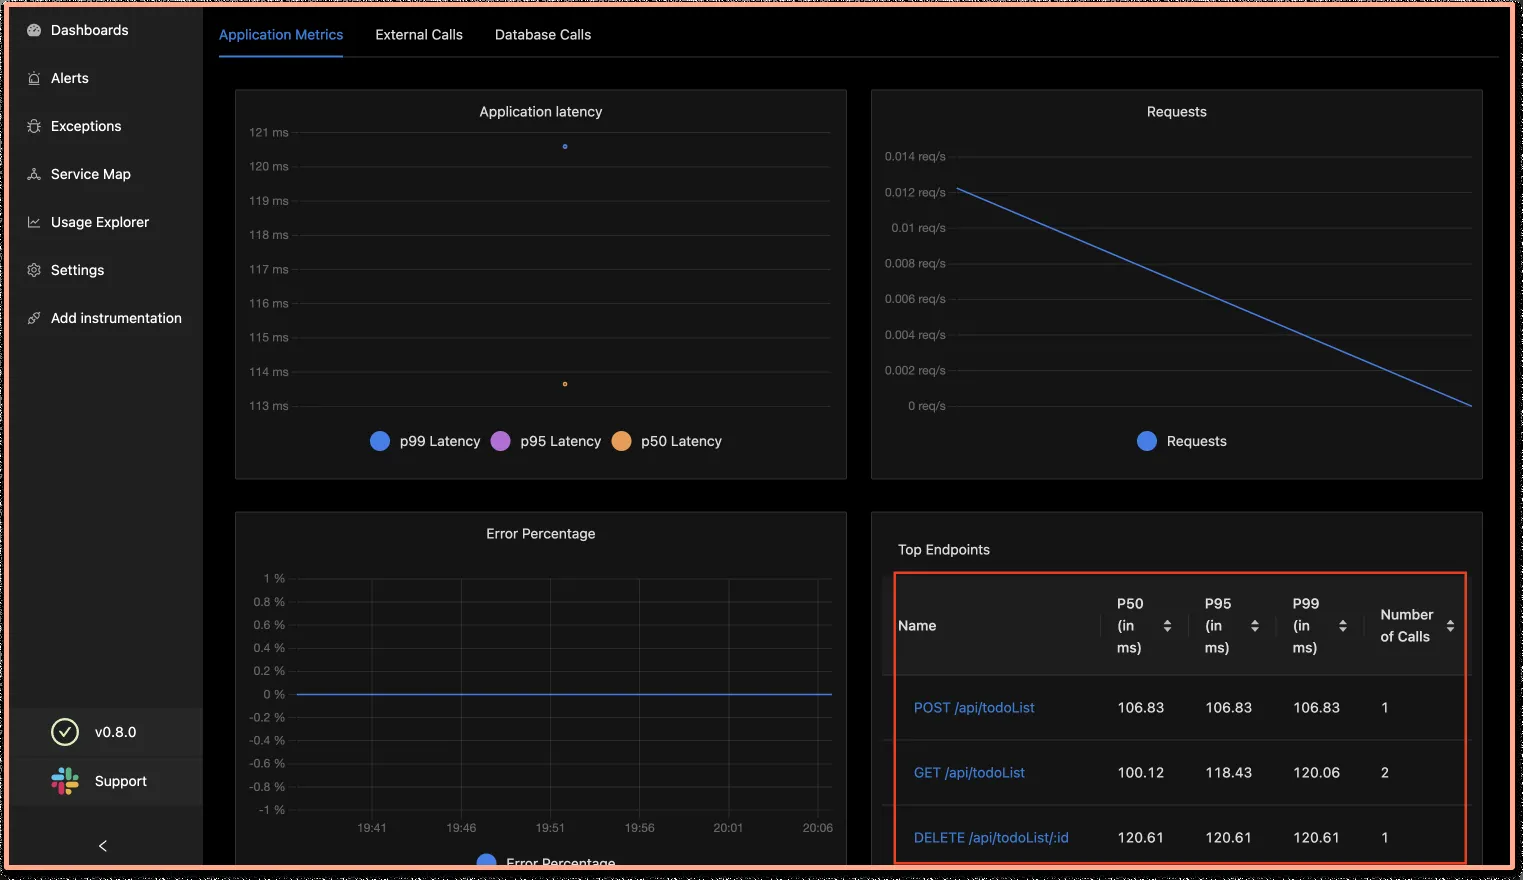 Dashboards
Alerts
Exceptions
Service Map
Usage Explorer
Settings
Add instrumentation
v0.8.0
Support
Application Metrics
External Calls
Database Calls
Application latency
121 ms
120 ms
119 ms
118 ms
117 ms
116 ms
115 ms
114 ms
113 ms
p99 Latency
p95 Latency
p50 Latency
Requests
0.014 req/s
0.012 req/s
0.01 req/s
0.008 req/s
0.006 req/s
0.004 req/s
0.002 req/s
0 req/s
Requests
Error Percentage
1 %
0.8 %
0.6 %
0.4 %
0.2 %
0 %
-0.2 %
-0.4 %
-0.6 %
-0.8 %
-1 %
19:41
19:46
19:51
19:56
20:01
20:06
Error Percentage
Top Endpoints
Name
P50
(in
ms)
P95
(in
ms)
P99
(in
ms)
Number
of Calls
POST /api/todoList
106.83
106.83
106.83
1
GET /api/todoList
100.12
118.43
120.06
2
DELETE /api/todoList/:id
120.61
120.61
120.61
1